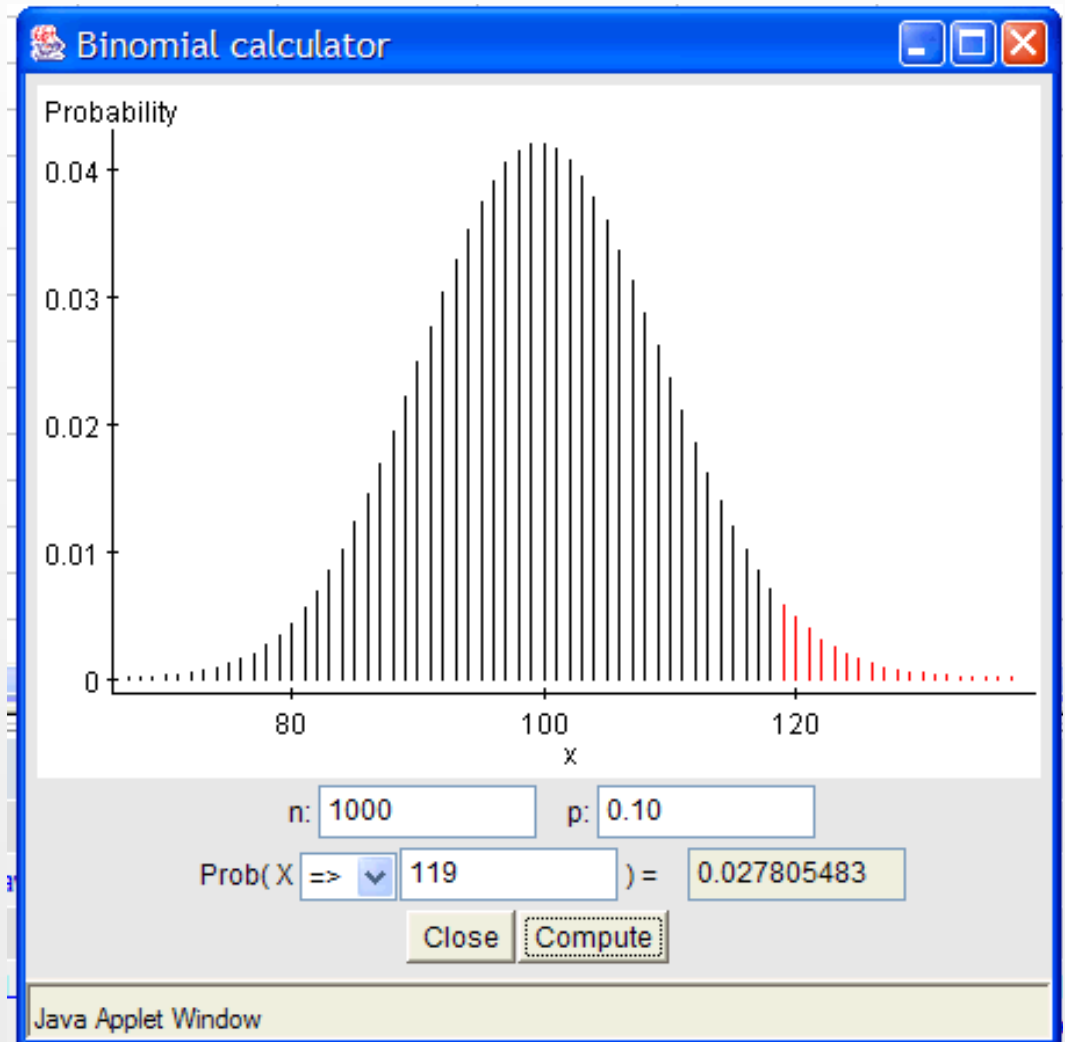 Binomial calculator
Probability
0.04
0.03
0.02
0.01
0
80 100 120
x
n: 1000 p: 0.10
Prob( X => 119 ) = 0.027805483
Close Compute
Java Applet Window